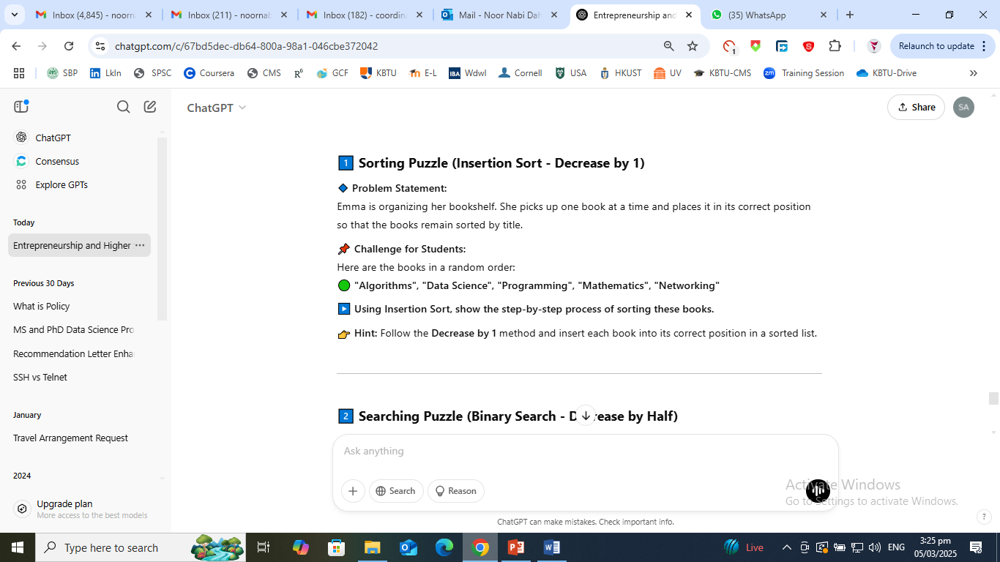 Inbox (4,845) - noorna
Inbox (211) - noornab
Inbox (182) - coordina
Mail - Noor Nabi Dah
Entrepreneurship and
(35) WhatsApp
chatgpt.com/c/67bd5dec-db64-800a-98a1-046cbe372042
1
Relaunch to update
SBP
LkIn
SPSC
Coursera
CMS
GCF
KBTU
E-L
IBA
Wdwl
Cornell
USA
HKUST
UV
KBTU-CMS
zm
Training Session
KBTU-Drive
ChatGPT
Share
SA
ChatGPT
Consensus
Explore GPTs
Today
Entrepreneurship and Higher
Previous 30 Days
What is Policy
MS and PhD Data Science Pro
Recommendation Letter Enha
SSH vs Telnet
January
Travel Arrangement Request
2024
Upgrade plan
More access to the best models
1 Sorting Puzzle (Insertion Sort - Decrease by 1)
Problem Statement:
Emma is organizing her bookshelf. She picks up one book at a time and places it in its correct position
so that the books remain sorted by title.
Challenge for Students:
Here are the books in a random order:
"Algorithms", "Data Science", "Programming", "Mathematics", "Networking"
Using Insertion Sort, show the step-by-step process of sorting these books.
Hint: Follow the Decrease by 1 method and insert each book into its correct position in a sorted list.
2 Searching Puzzle (Binary Search - Decrease by Half)
Ask anything
Search
Reason
Activate Windows
Go to Settings to activate Windows.
ChatGPT can make mistakes. Check important info.
?
Type here to search
Live
ENG
3:25 pm
05/03/2025